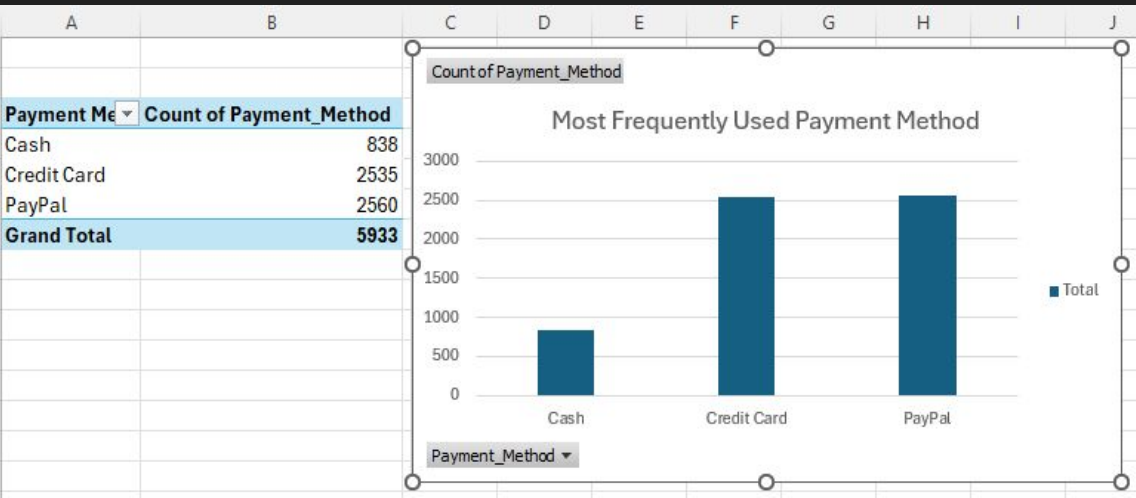 A B C D E F G H I J
Payment Me Count of Payment_Method
Cash 838
Credit Card 2535
PayPal 2560
Grand Total 5933
Count of Payment_Method
Most Frequently Used Payment Method
3000
2500
2000
1500
1000
500
0
Cash Credit Card PayPal
Total
Payment_Method